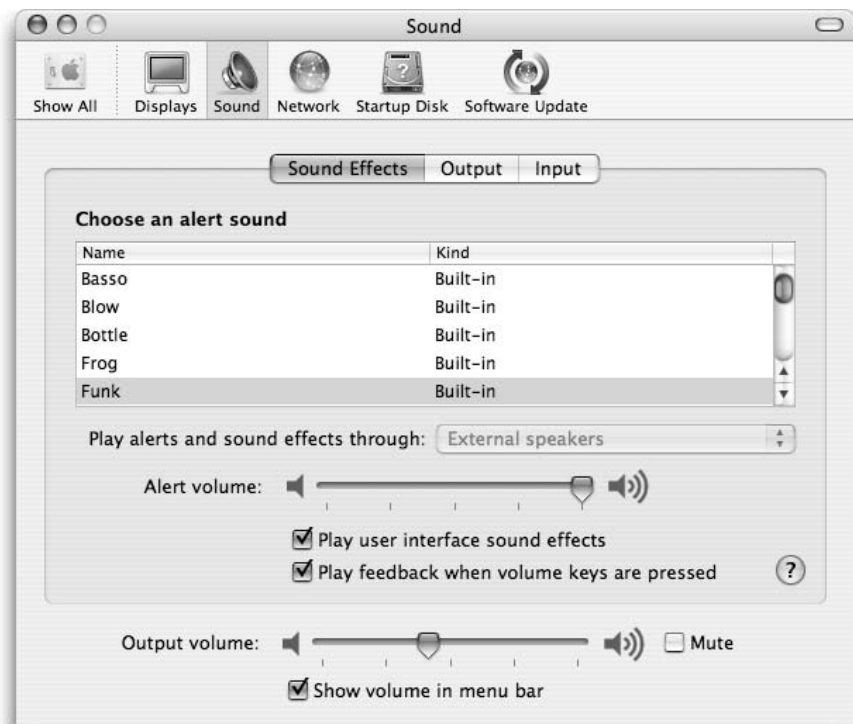 Sound
Show All Displays Sound Network Startup Disk Software Update
Sound Effects Output Input
Choose an alert sound
Name Kind
Basso Built-in
Blow Built-in
Bottle Built-in
Frog Built-in
Funk Built-in
Play alerts and sound effects through: External speakers
Alert volume:
Play user interface sound effects
Play feedback when volume keys are pressed ?
Output volume: Mute
Show volume in menu bar